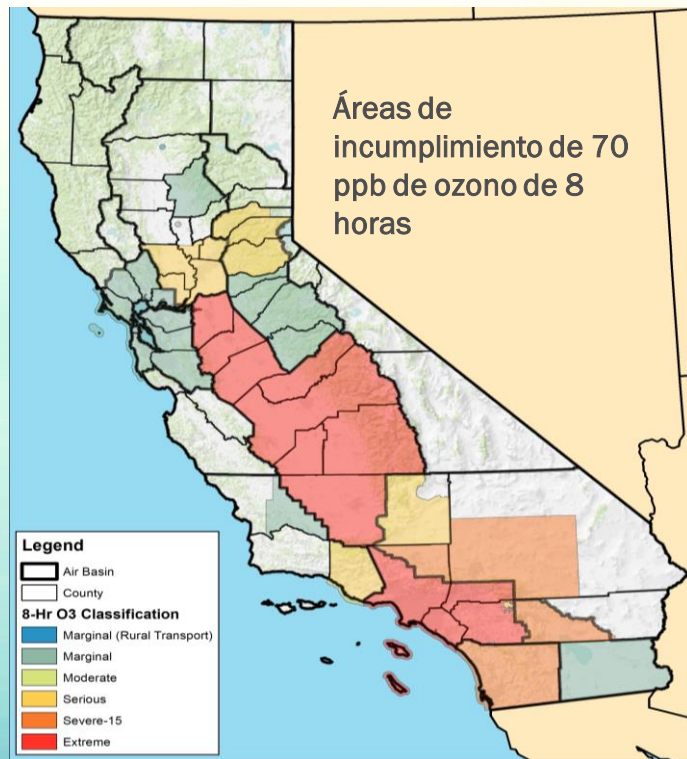 Áreas de
incumplimiento de 70
ppb de ozono de 8
horas
Legend
Air Basin
County
8-Hr O3 Classification
Marginal (Rural Transport)
Marginal
Moderate
Serious
Severe-15
Extreme